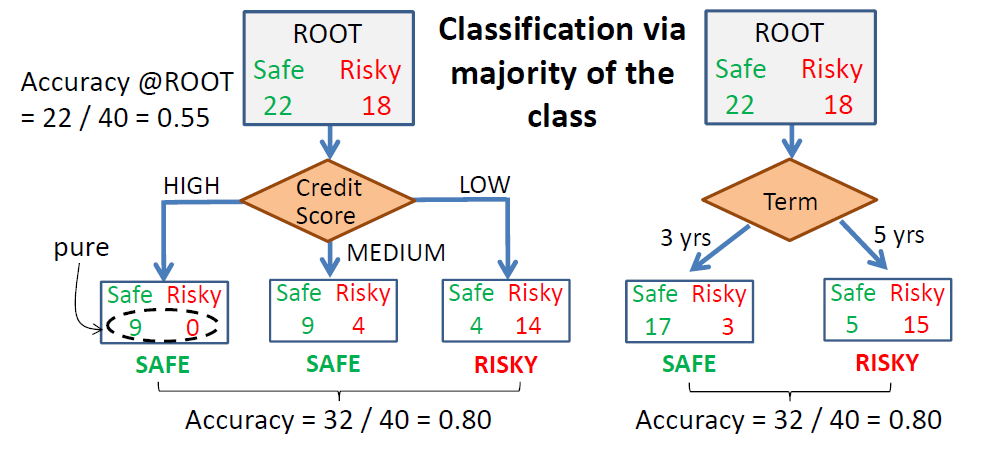 Classification via
majority of the
class
Accuracy @ROOT
= 22 / 40 = 0.55
ROOT
Safe Risky
22 18
Credit
Score
HIGH
MEDIUM
LOW
pure
Safe Risky
9 0
SAFE
Safe Risky
9 4
SAFE
Safe Risky
4 14
RISKY
Accuracy = 32 / 40 = 0.80
ROOT
Safe Risky
22 18
Term
3 yrs
5 yrs
Safe Risky
17 3
SAFE
Safe Risky
5 15
RISKY
Accuracy = 32 / 40 = 0.80